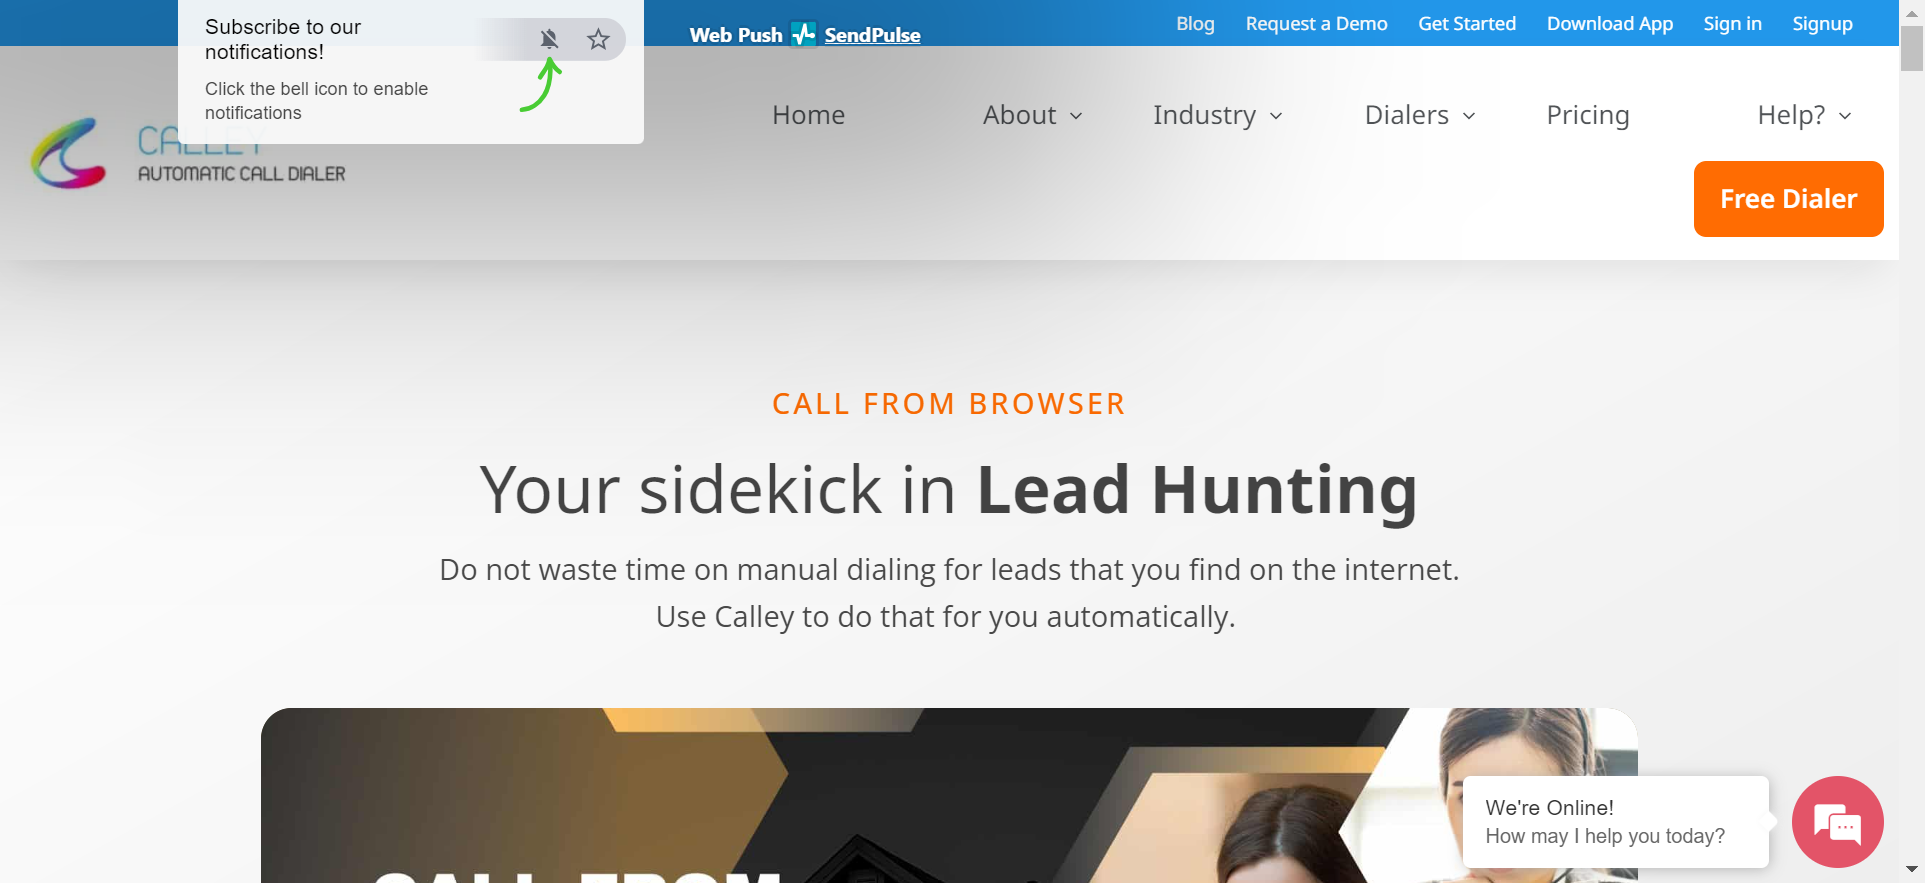 Subscribe to our
notifications!
Click the bell icon to enable
notifications
Web Push SendPulse
Blog Request a Demo Get Started Download App Sign in Signup
CALLEY
AUTOMATIC CALL DIALER
Home About Industry Dialers Pricing Help?
Free Dialer
CALL FROM BROWSER
Your sidekick in Lead Hunting
Do not waste time on manual dialing for leads that you find on the internet.
Use Calley to do that for you automatically.
CALL FROM
We're Online!
How may I help you today?